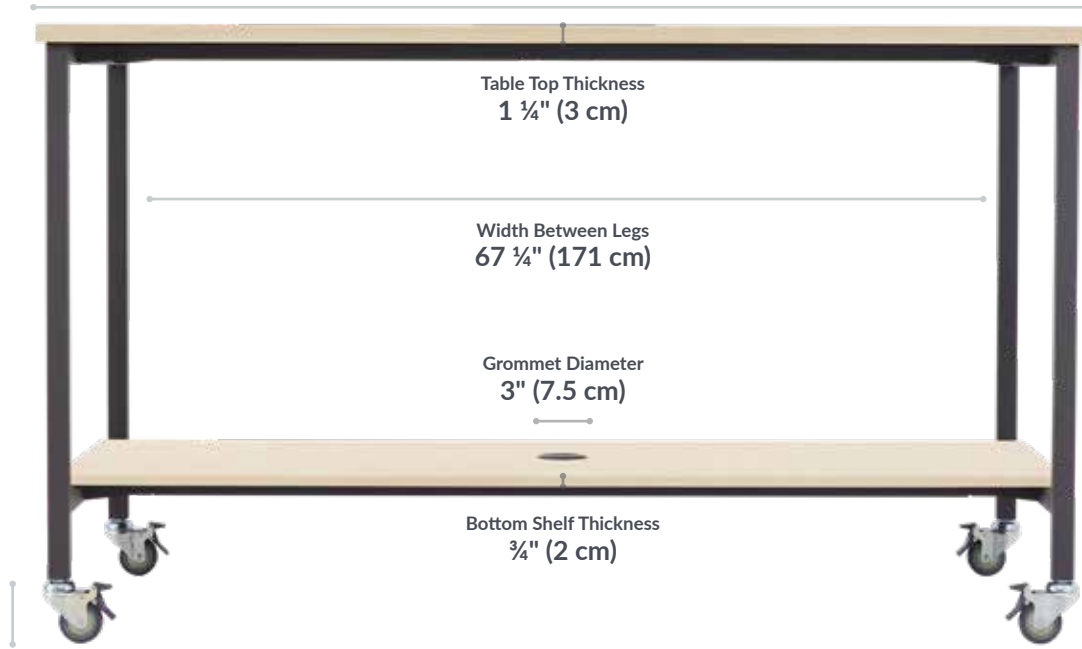 Table Top Thickness
1 ¼" (3 cm)
Width Between Legs
67 ¼" (171 cm)
Grommet Diameter
3" (7.5 cm)
Bottom Shelf Thickness
¾" (2 cm)